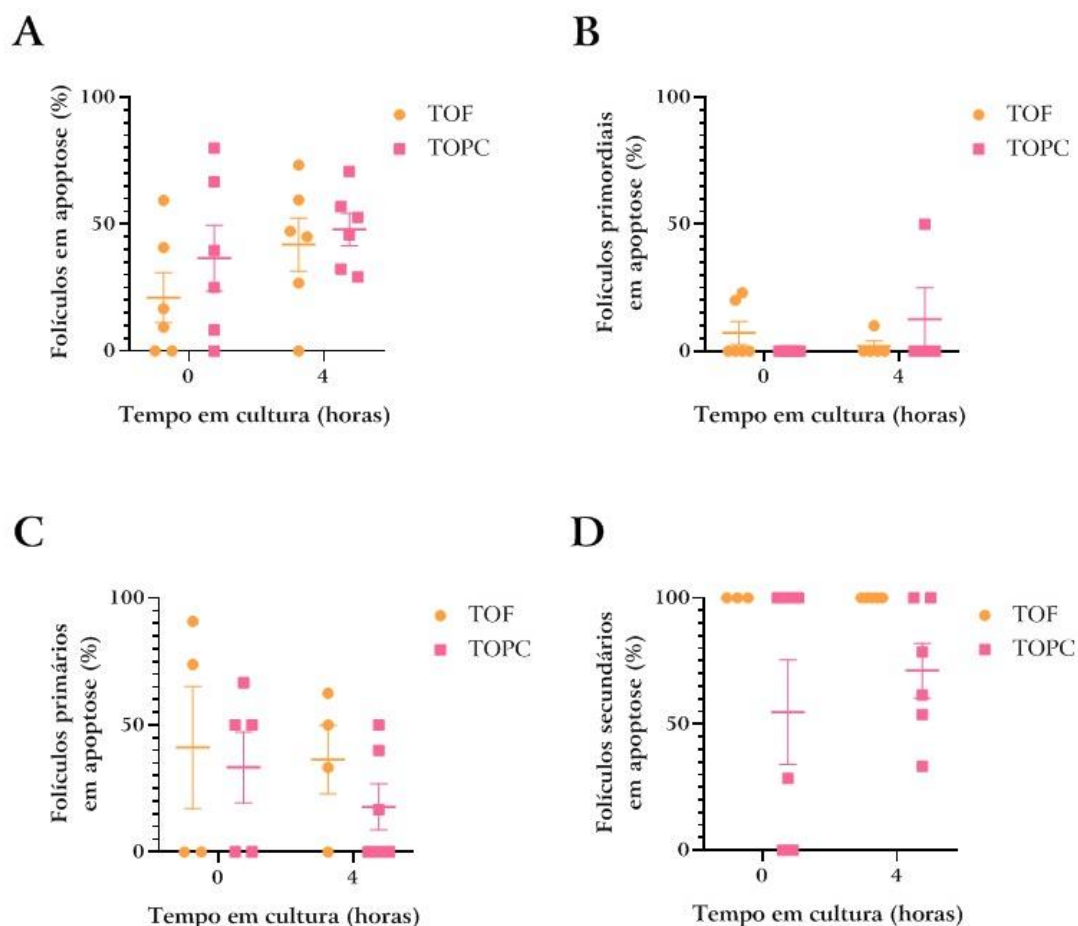 A
Folículos em apoptose (%)
100
50
0
0
4
Tempo em cultura (horas)
TOF
TOPC
B
Folículos primordiais
em apoptose (%)
100
50
0
0
4
Tempo em cultura (horas)
TOF
TOPC
C
Folículos primários
em apoptose (%)
100
50
0
0
4
Tempo em cultura (horas)
TOF
TOPC
D
Folículos secundários
em apoptose (%)
100
50
0
0
4
Tempo em cultura (horas)
TOF
TOPC